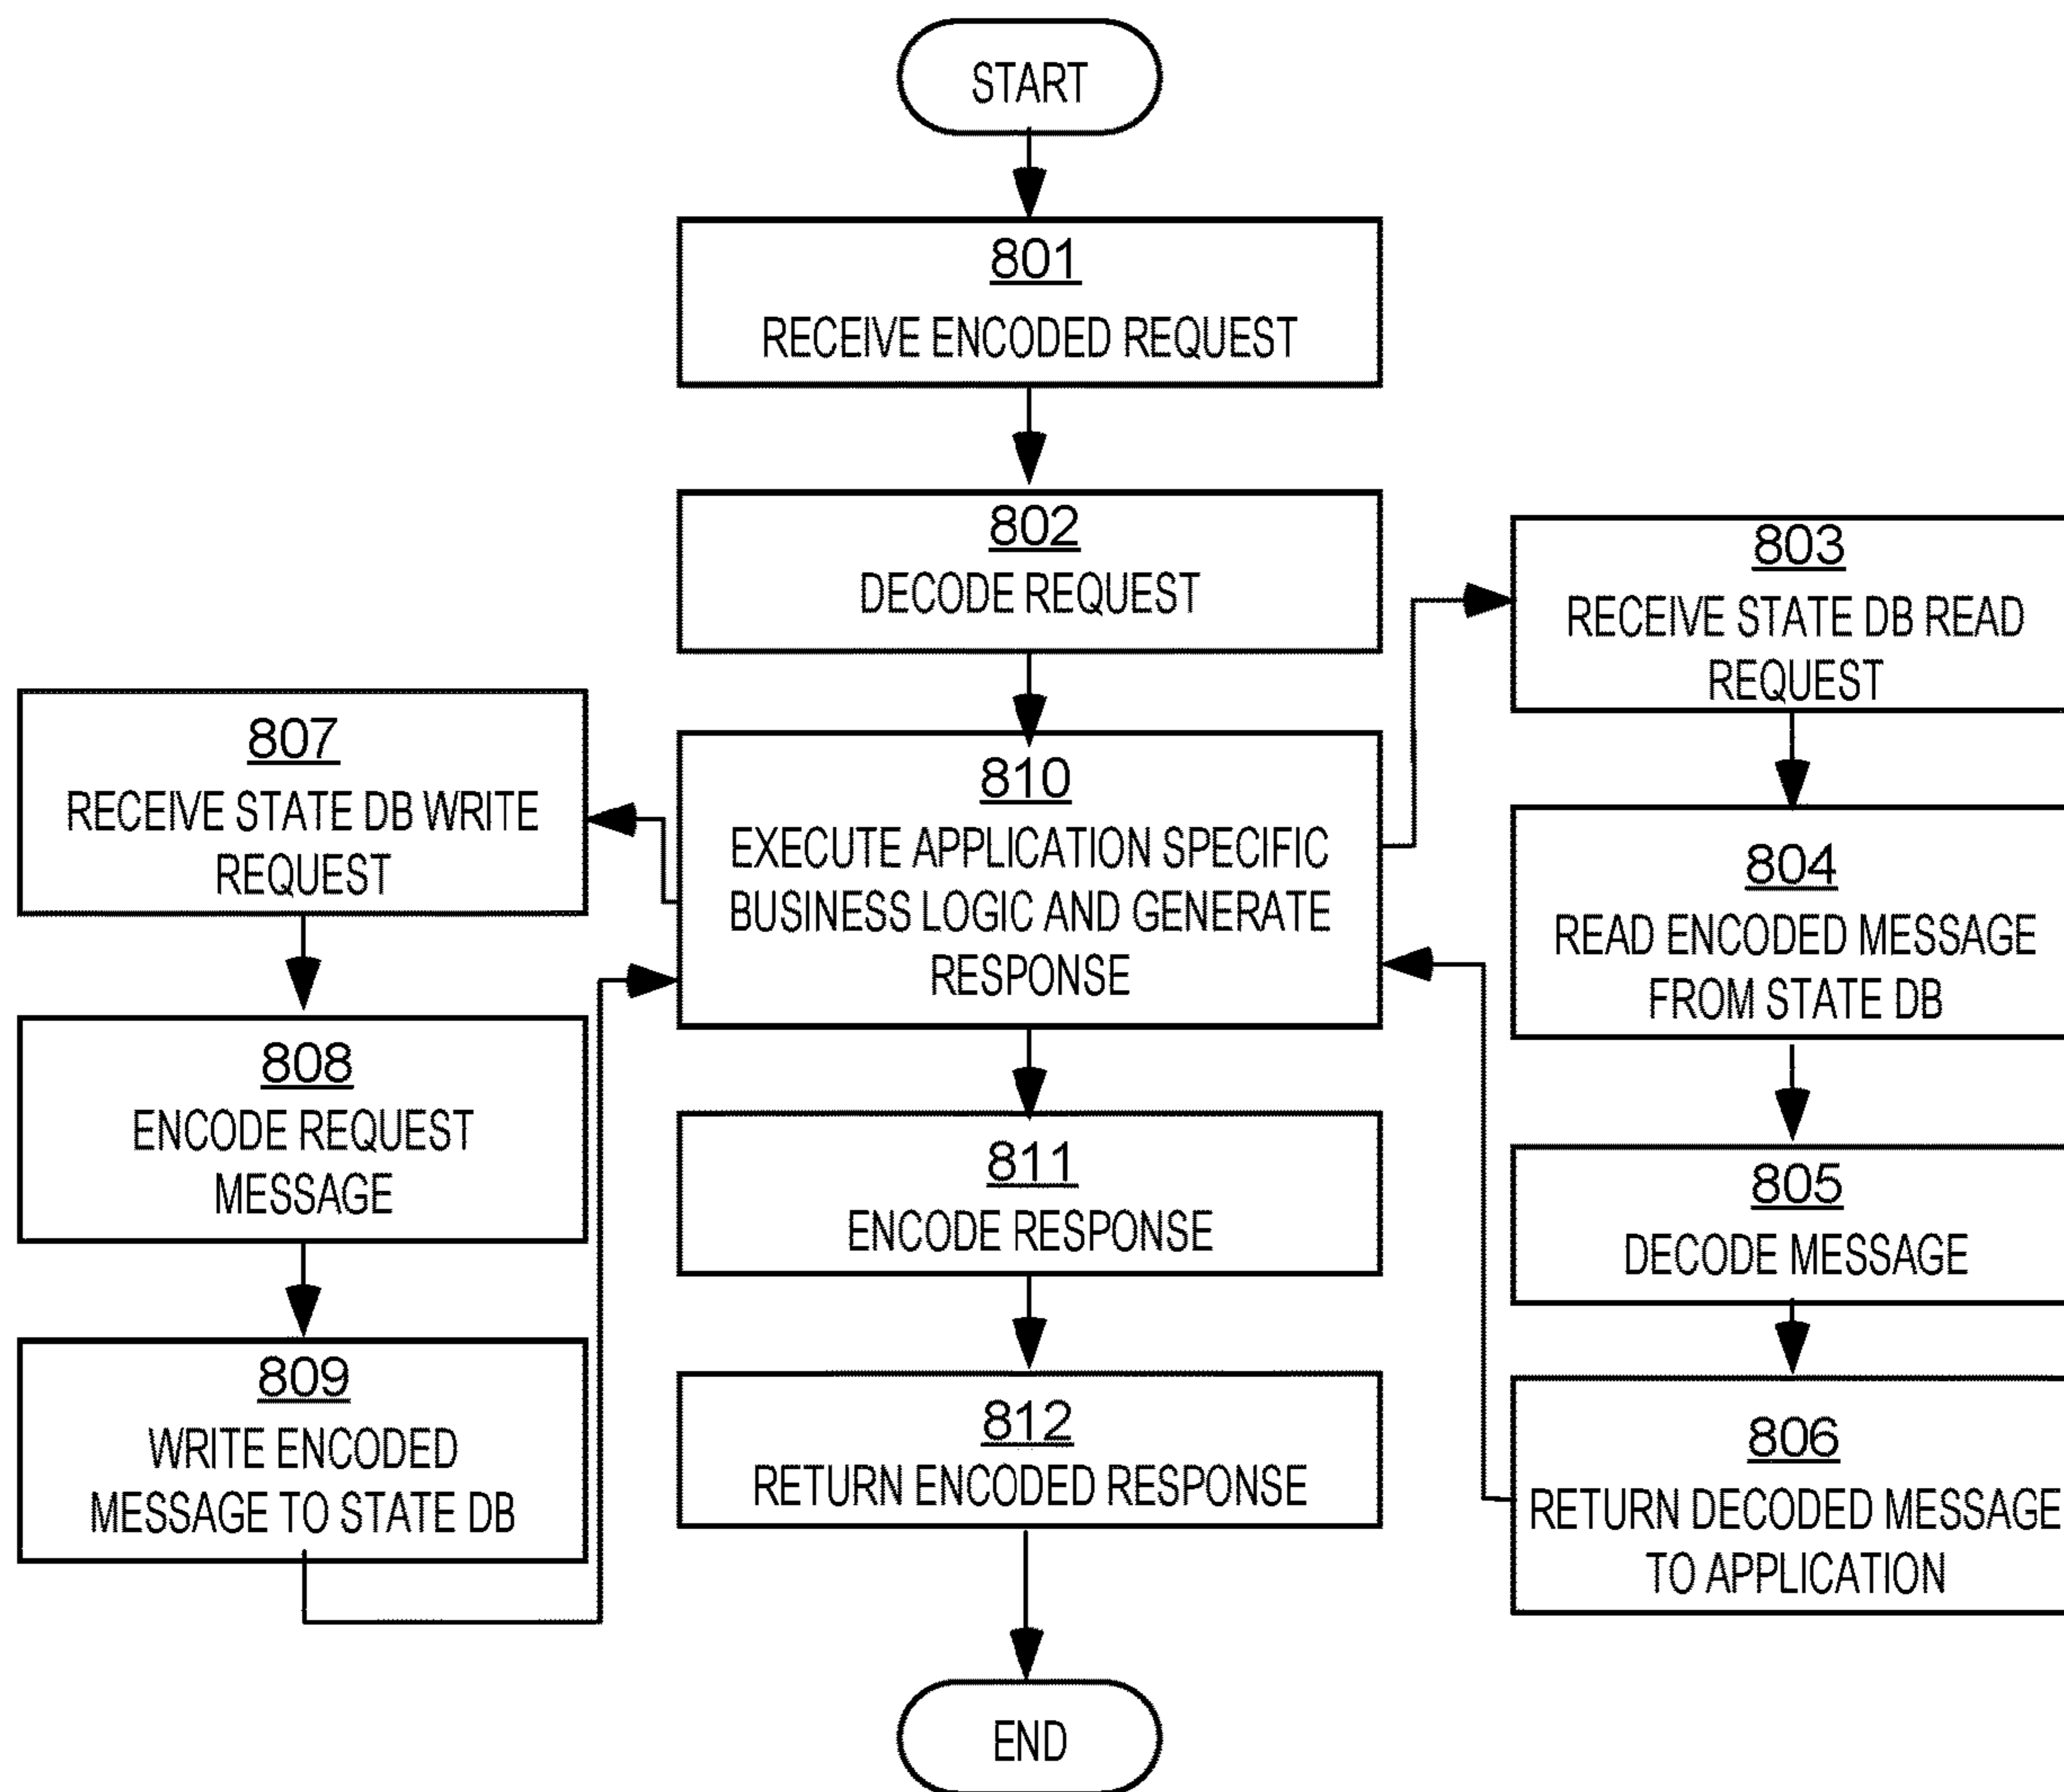 START
801
RECEIVE ENCODED REQUEST
802
DECODE REQUEST
803
RECEIVE STATE DB READ
REQUEST
807
RECEIVE STATE DB WRITE
REQUEST
810
EXECUTE APPLICATION SPECIFIC
BUSINESS LOGIC AND GENERATE
RESPONSE
804
READ ENCODED MESSAGE
FROM STATE DB
808
ENCODE REQUEST
MESSAGE
811
ENCODE RESPONSE
805
DECODE MESSAGE
809
WRITE ENCODED
MESSAGE TO STATE DB
812
RETURN ENCODED RESPONSE
806
RETURN DECODED MESSAGE
TO APPLICATION
END